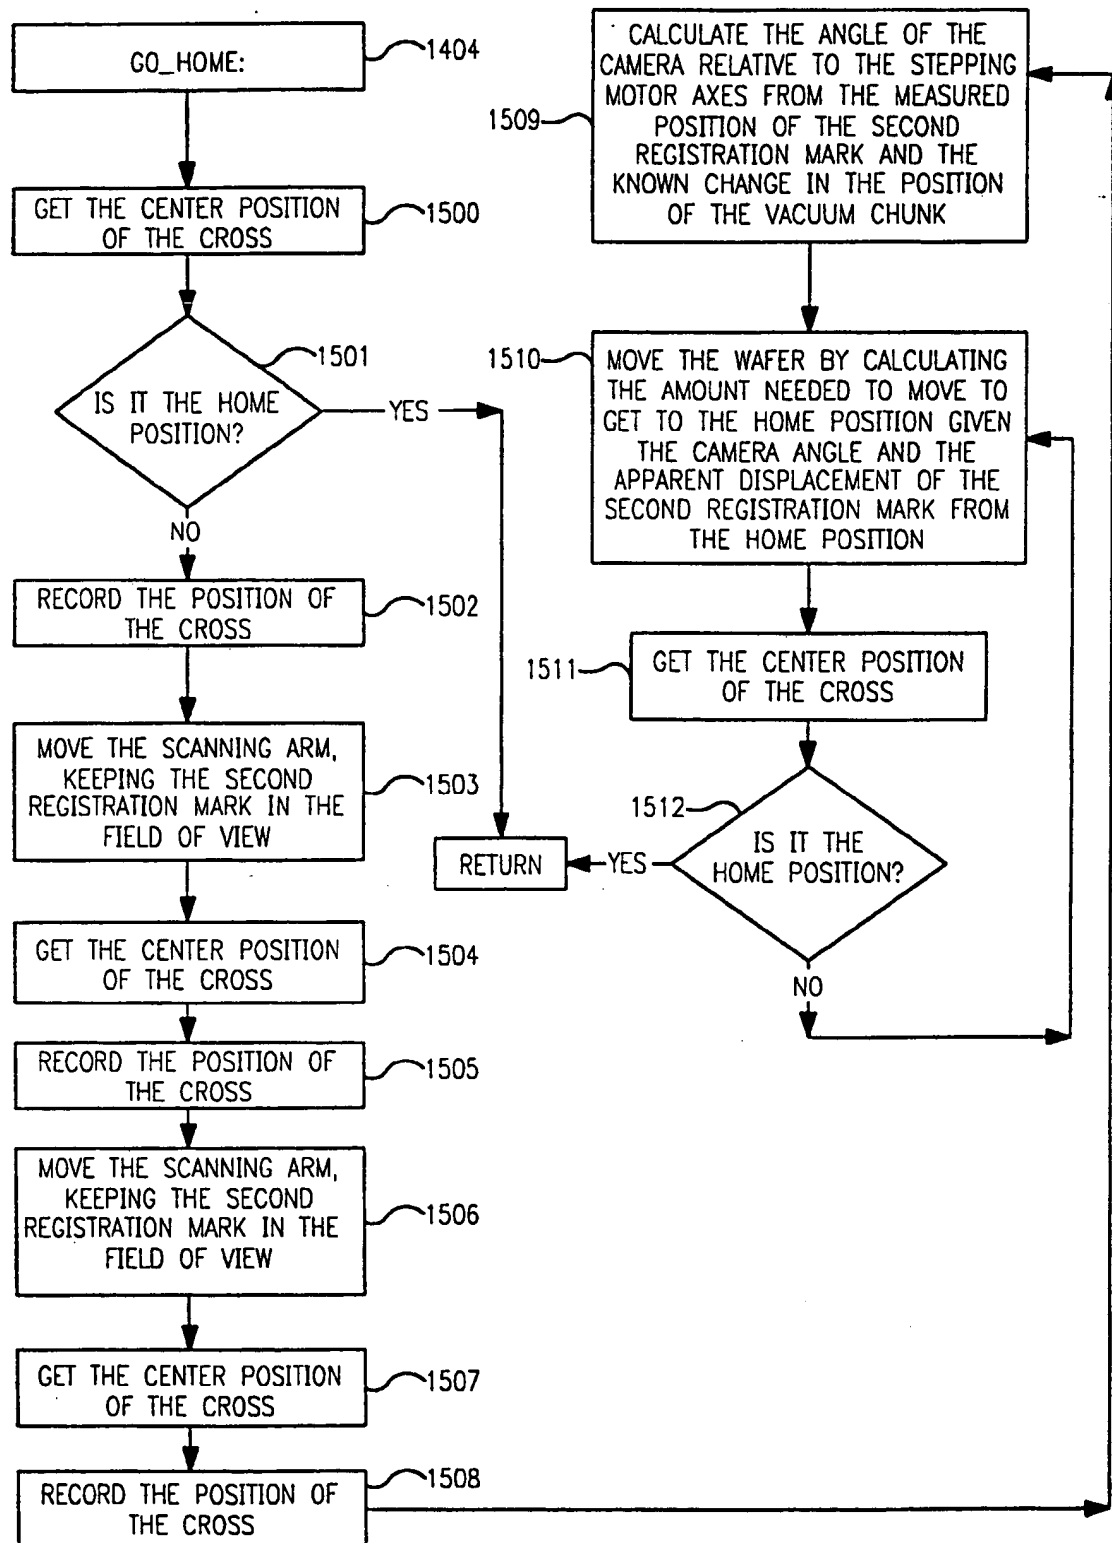 GO_HOME:
1404
GET THE CENTER POSITION
OF THE CROSS
1500
1501
IS IT THE HOME
POSITION?
YES
NO
RECORD THE POSITION OF
THE CROSS
1502
MOVE THE SCANNING ARM,
KEEPING THE SECOND
REGISTRATION MARK IN THE
FIELD OF VIEW
1503
GET THE CENTER POSITION
OF THE CROSS
1504
RECORD THE POSITION OF
THE CROSS
1505
MOVE THE SCANNING ARM,
KEEPING THE SECOND
REGISTRATION MARK IN THE
FIELD OF VIEW
1506
GET THE CENTER POSITION
OF THE CROSS
1507
RECORD THE POSITION OF
THE CROSS
1508
CALCULATE THE ANGLE OF THE
CAMERA RELATIVE TO THE STEPPING
MOTOR AXES FROM THE MEASURED
POSITION OF THE SECOND
REGISTRATION MARK AND THE
KNOWN CHANGE IN THE POSITION
OF THE VACUUM CHUNK
1509
1510
MOVE THE WAFER BY CALCULATING
THE AMOUNT NEEDED TO MOVE TO
GET TO THE HOME POSITION GIVEN
THE CAMERA ANGLE AND THE
APPARENT DISPLACEMENT OF THE
SECOND REGISTRATION MARK FROM
THE HOME POSITION
1511
GET THE CENTER POSITION
OF THE CROSS
1512
IS IT THE
HOME POSITION?
YES
RETURN
NO